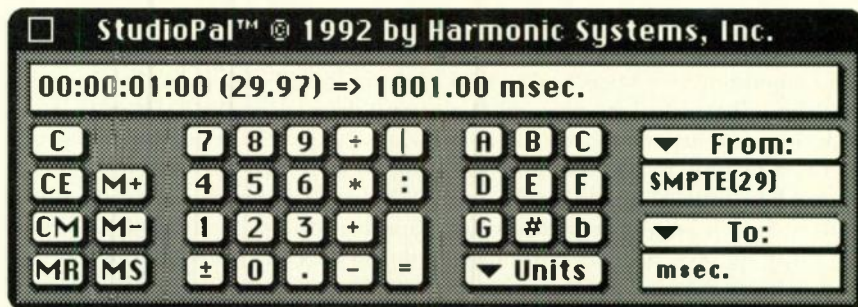 StudioPal™ © 1992 by Harmonic Systems, Inc.
00:00:01:00 (29.97) => 1001.00 msec.
C 7 8 9 ÷ | A B C ▼ From:
CE M+ 4 5 6 * : D E F SMPTE(29)
CM M- 1 2 3 + G # b ▼ To:
MR MS ± 0 . - = ▼ Units msec.